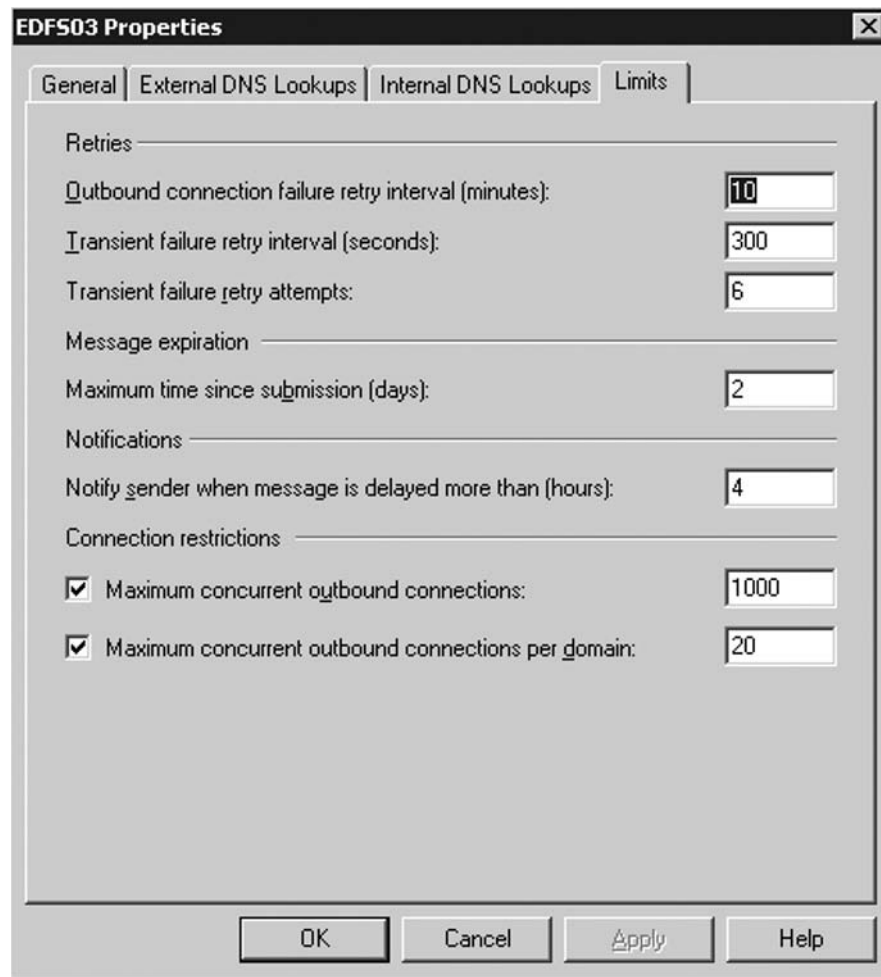 EDFS03 Properties
General External DNS Lookups Internal DNS Lookups Limits
Retries
Outbound connection failure retry interval (minutes): 10
Transient failure retry interval (seconds): 300
Transient failure retry attempts: 6
Message expiration
Maximum time since submission (days): 2
Notifications
Notify sender when message is delayed more than (hours): 4
Connection restrictions
Maximum concurrent outbound connections: 1000
Maximum concurrent outbound connections per domain: 20
OK Cancel Apply Help